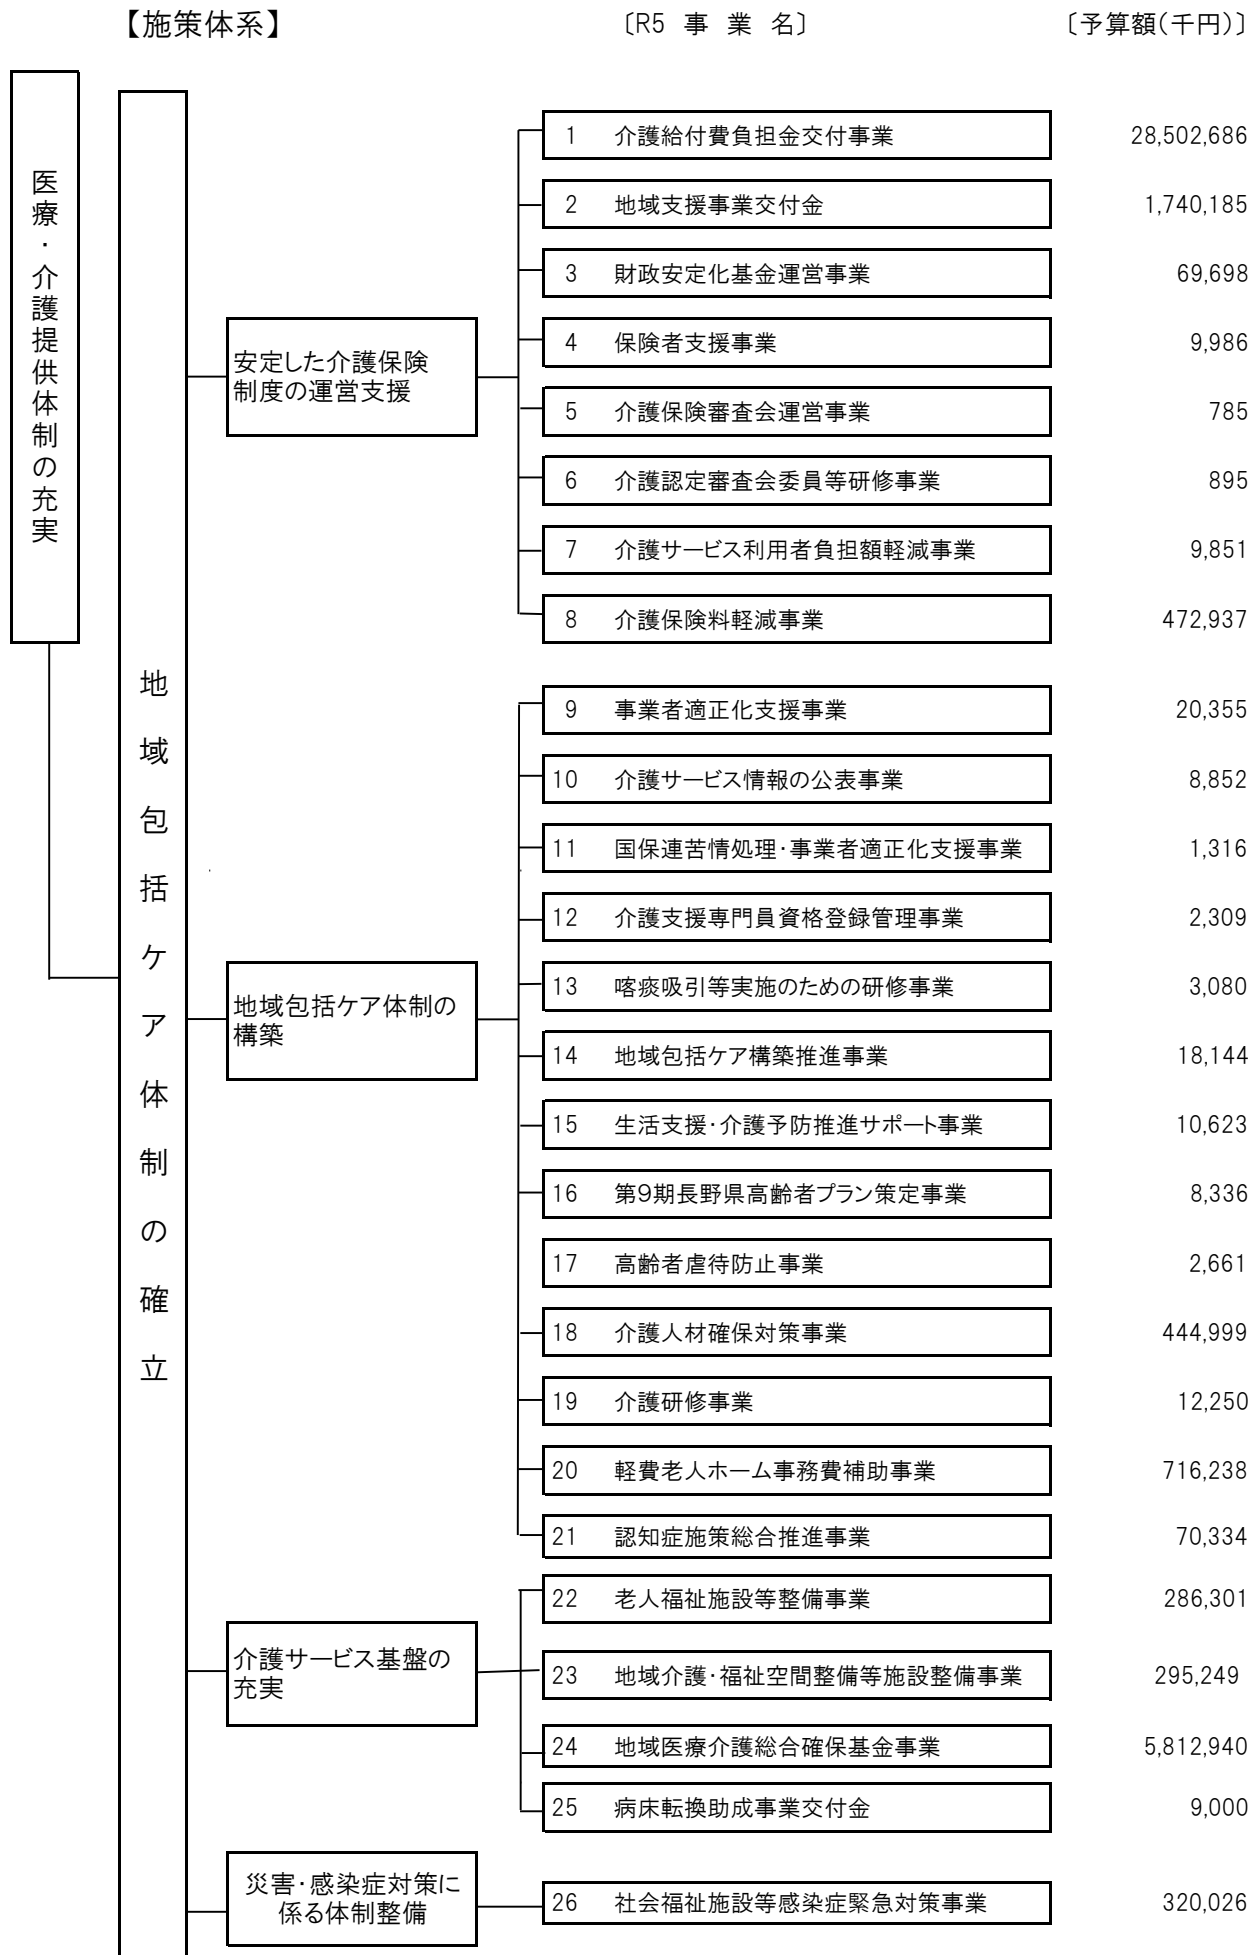 【施策体系】 〔R5 事 業 名〕 〔予算額(千円)〕
医療・介護提供体制の充実
地域包括ケア体制の確立
安定した介護保険
制度の運営支援
1 介護給付費負担金交付事業 28,502,686
2 地域支援事業交付金 1,740,185
3 財政安定化基金運営事業 69,698
4 保険者支援事業 9,986
5 介護保険審査会運営事業 785
6 介護認定審査会委員等研修事業 895
7 介護サービス利用者負担額軽減事業 9,851
8 介護保険料軽減事業 472,937
地域包括ケア体制の
構築
9 事業者適正化支援事業 20,355
10 介護サービス情報の公表事業 8,852
11 国保連苦情処理・事業者適正化支援事業 1,316
12 介護支援専門員資格登録管理事業 2,309
13 喀痰吸引等実施のための研修事業 3,080
14 地域包括ケア構築推進事業 18,144
15 生活支援・介護予防推進サポート事業 10,623
16 第9期長野県高齢者プラン策定事業 8,336
17 高齢者虐待防止事業 2,661
18 介護人材確保対策事業 444,999
19 介護研修事業 12,250
20 軽費老人ホーム事務費補助事業 716,238
21 認知症施策総合推進事業 70,334
介護サービス基盤の
充実
22 老人福祉施設等整備事業 286,301
23 地域介護・福祉空間整備等施設整備事業 295,249
24 地域医療介護総合確保基金事業 5,812,940
25 病床転換助成事業交付金 9,000
災害・感染症対策に
係る体制整備
26 社会福祉施設等感染症緊急対策事業 320,026